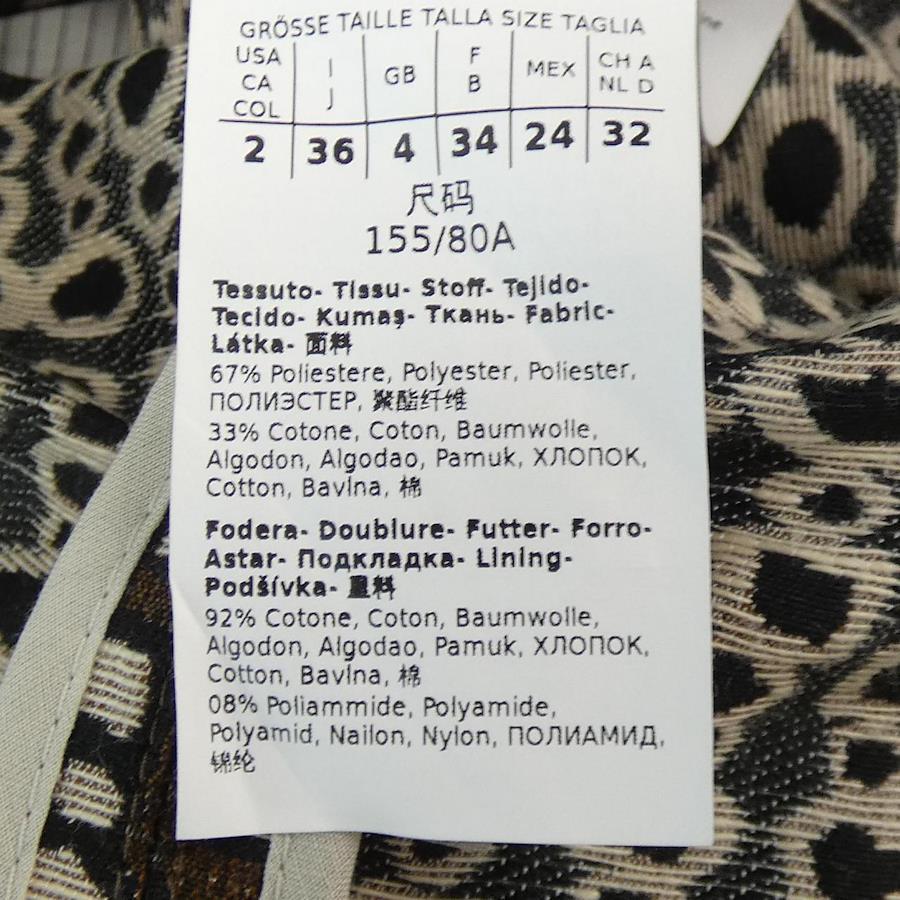 GRÖSSE TAILLE TALLA SIZE TAGLIA
USA CA COL | I J | GB | F B | MEX | CH A NL D
2 36 4 34 24 32
尺码
155/80A
Tessuto- Tissu- Stoff- Tejido-
Tecido- Kumaş- Ткань- Fabric-
Látka- 面料
67% Poliestere, Polyester, Poliester,
ПОЛИЭСТЕР, 聚酯纤维
33% Cotone, Coton, Baumwolle,
Algodon, Algodao, Pamuk, ХЛОПОК,
Cotton, Bavlna, 棉
Fodera- Doublure- Futter- Forro-
Astar- Подкладка- Lining-
Podšívka- 里料
92% Cotone, Coton, Baumwolle,
Algodon, Algodao, Pamuk, ХЛОПОК,
Cotton, Bavlna, 棉
08% Poliammide, Polyamide,
Polyamid, Nailon, Nylon, ПОЛИАМИД,
锦纶